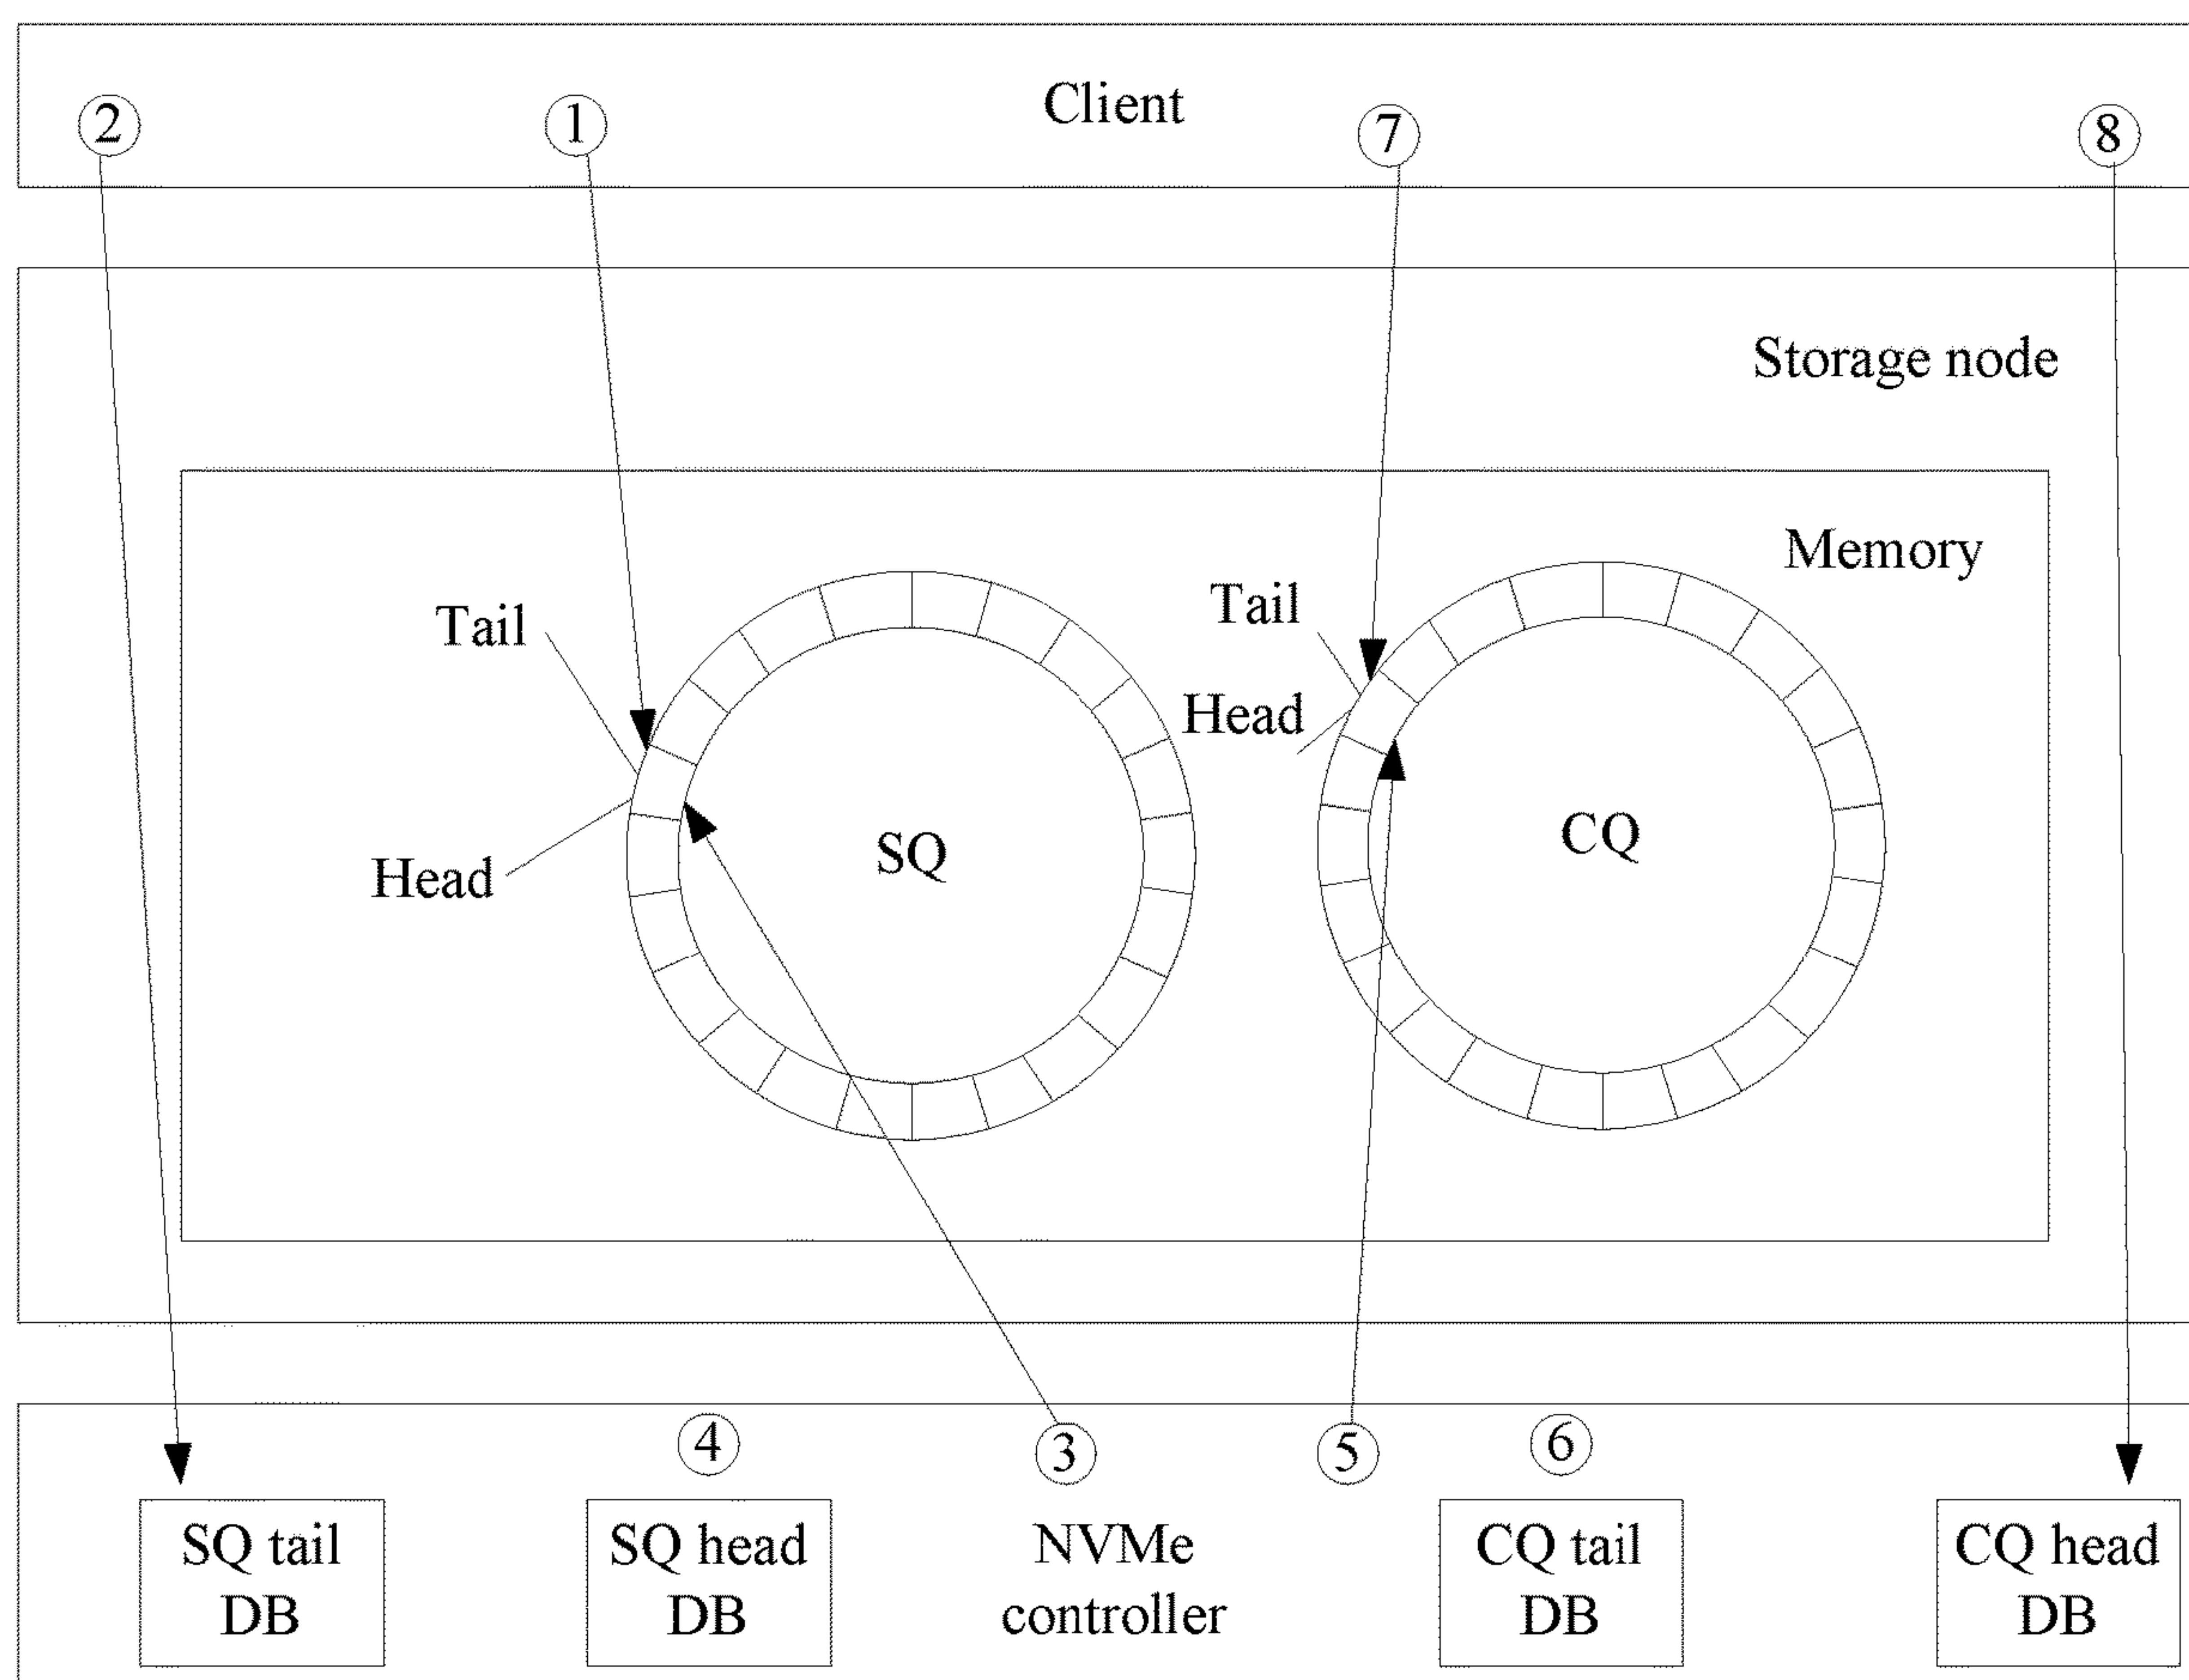 Client
②
①
⑦
⑧
Storage node
Memory
Tail
Head
SQ
Tail
Head
CQ
④
③
⑤
⑥
SQ tail
DB
SQ head
DB
NVMe
controller
CQ tail
DB
CQ head
DB